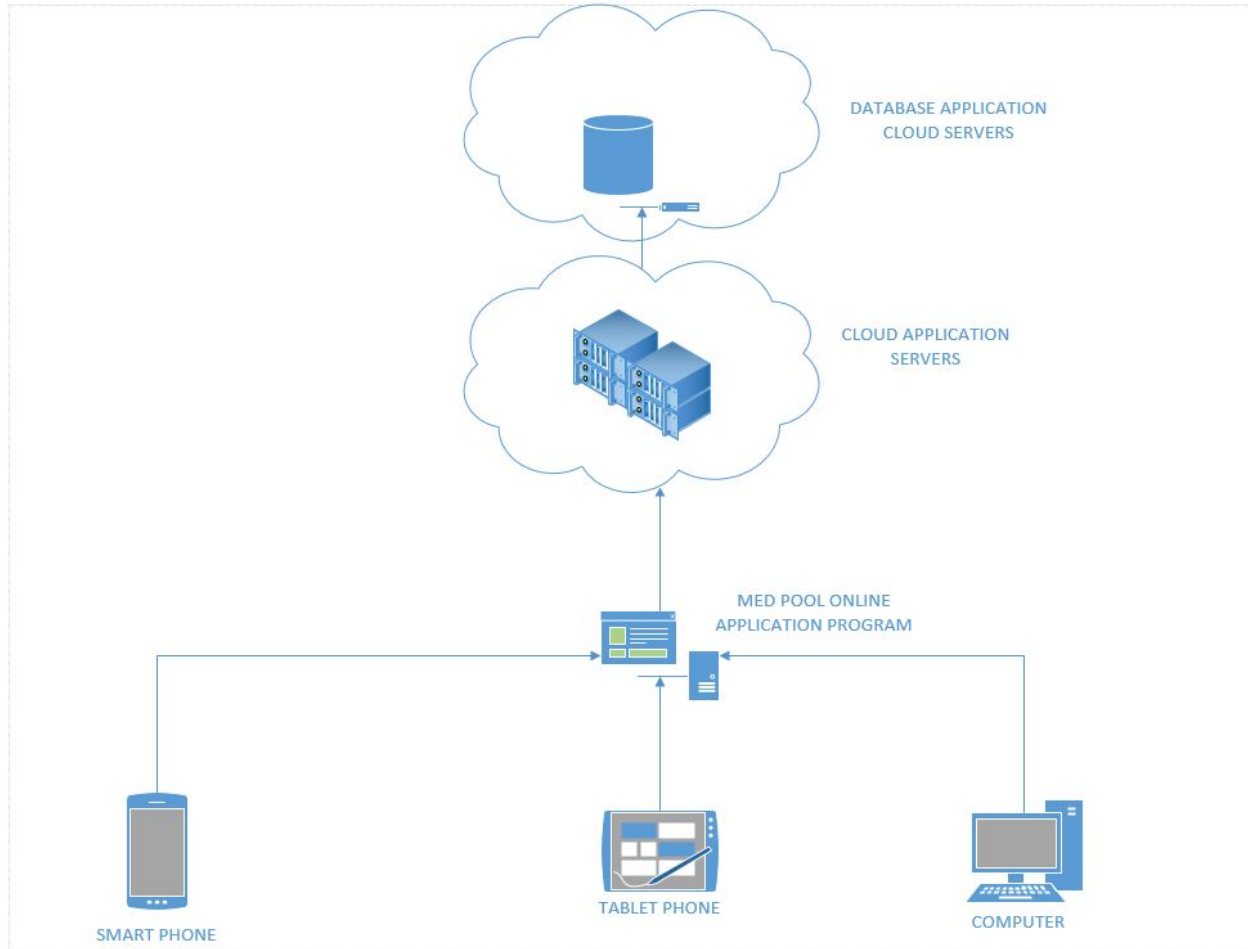 DATABASE APPLICATION
CLOUD SERVERS
CLOUD APPLICATION
SERVERS
MED POOL ONLINE
APPLICATION PROGRAM
SMART PHONE
TABLET PHONE
COMPUTER